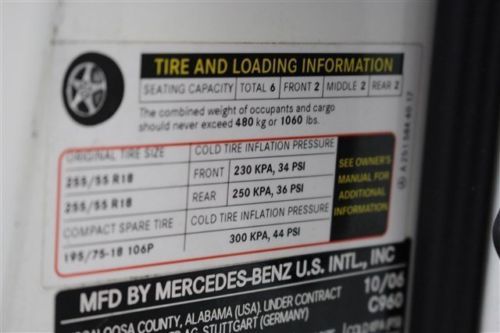 TIRE AND LOADING INFORMATION
SEATING CAPACITY TOTAL 6 FRONT 2 MIDDLE 2 REAR 2
The combined weight of occupants and cargo
should never exceed 480 kg or 1060 lbs.
ORIGINAL TIRE SIZE COLD TIRE INFLATION PRESSURE
255/55 R18 FRONT 230 KPA, 34 PSI
255/55 R18 REAR 250 KPA, 36 PSI
COMPACT SPARE TIRE COLD TIRE INFLATION PRESSURE
195/75-18 106P 300 KPA, 44 PSI
SEE OWNER'S
MANUAL FOR
ADDITIONAL
INFORMATION
A 251 584
MFD BY MERCEDES-BENZ U.S. INTL., INC
LOOSA COUNTY, ALABAMA (USA), UNDER CONTRACT 10/06
AG, STUTTGART (GERMANY) C960